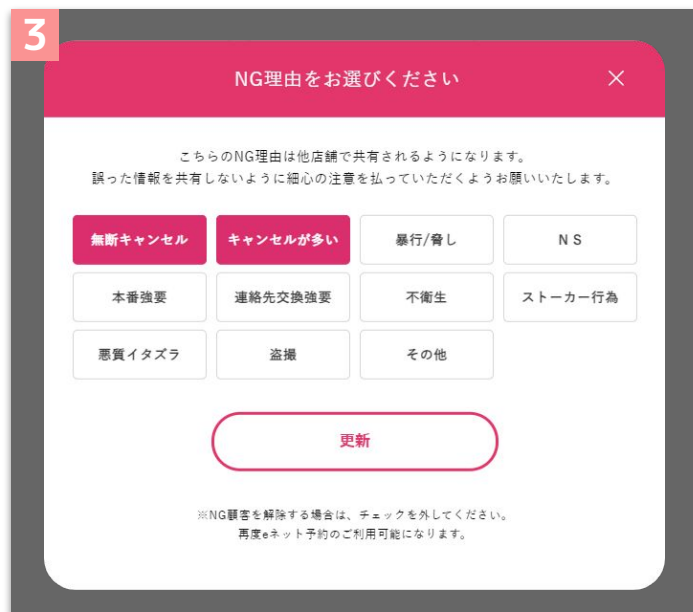 3
NG理由をお選びください ×
こちらのNG理由は他店舗で共有されるようになります。
誤った情報を共有しないように細心の注意を払っていただくようお願いいたします。
無断キャンセル キャンセルが多い 暴行/脅し NS
本番強要 連絡先交換強要 不衛生 ストーカー行為
悪質イタズラ 盗撮 その他
更新
※NG顧客を解除する場合は、チェックを外してください。
再度eネット予約のご利用可能になります。